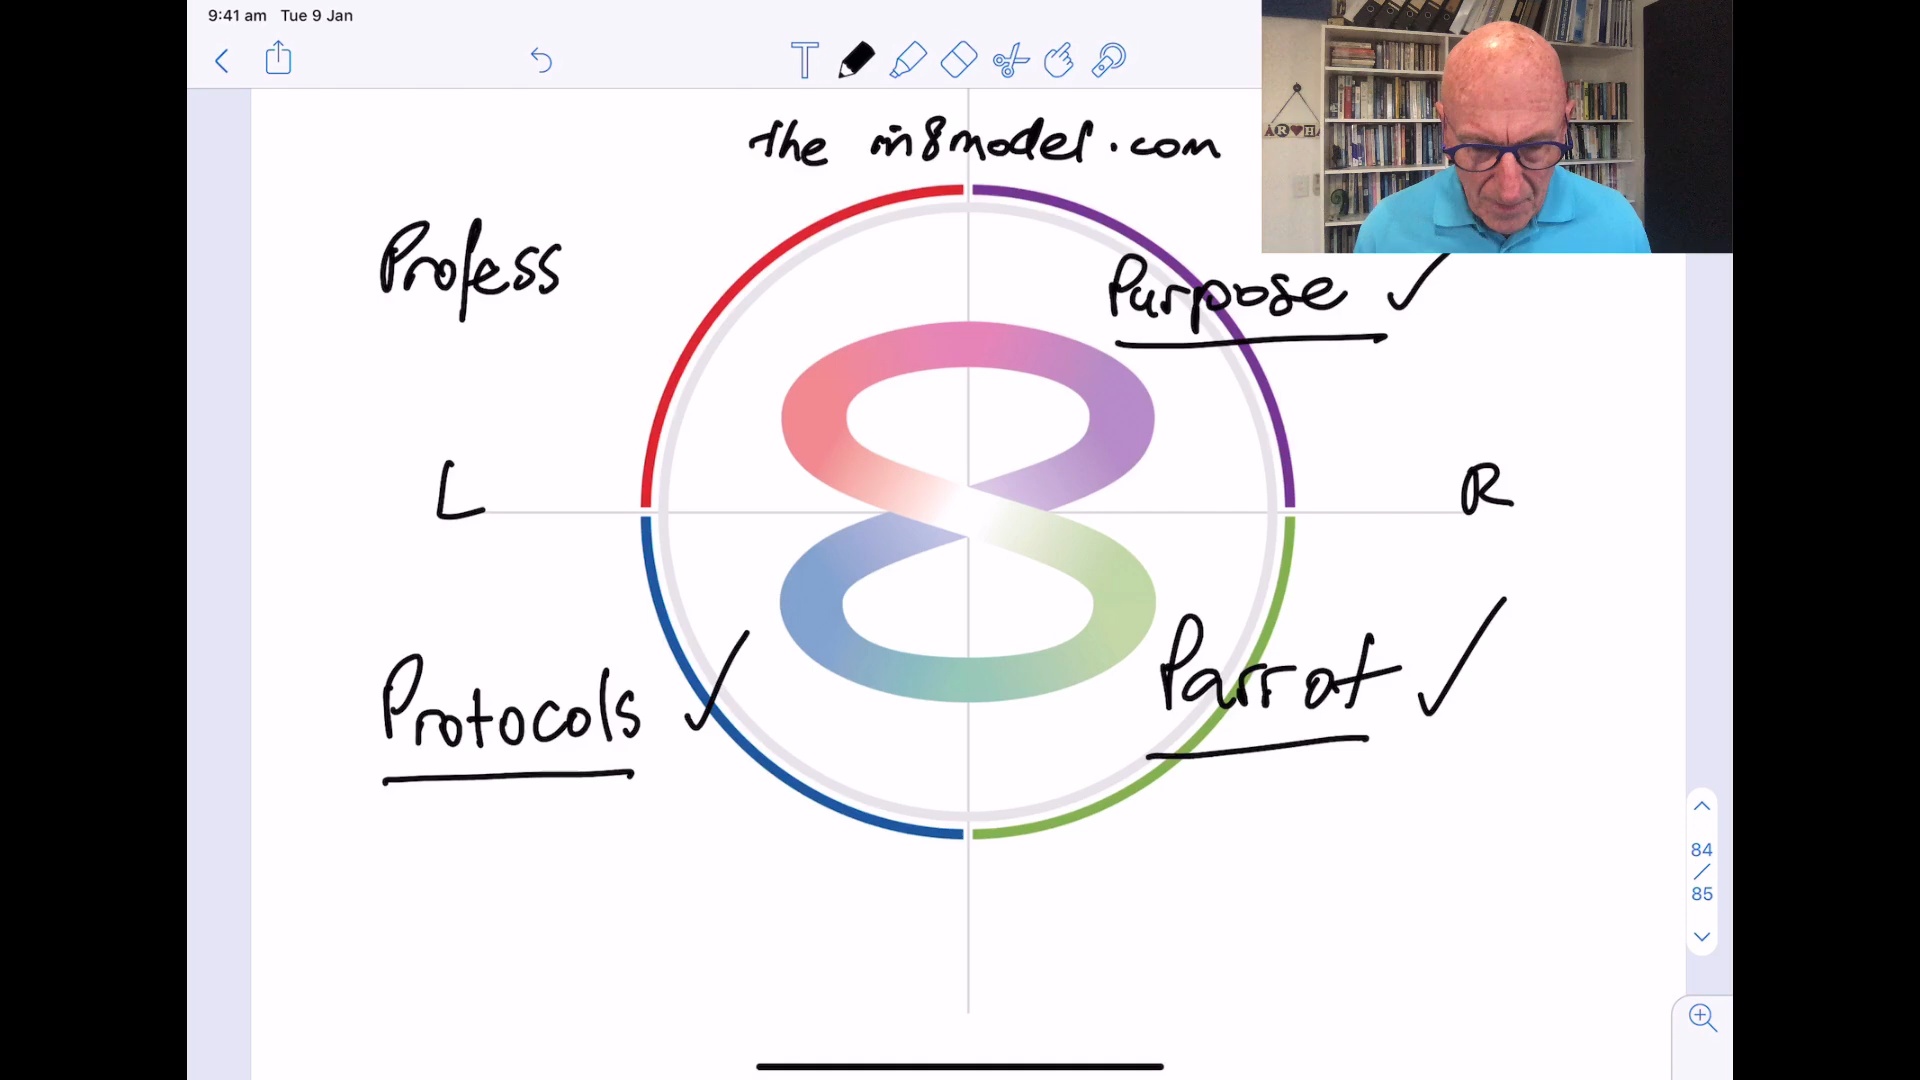 9:41 am Tue 9 Jan
T
the in8model.com
A R ♥ H
Profess
Purpose ✓
L
R
Protocols ✓
Parrot ✓
84
/
85